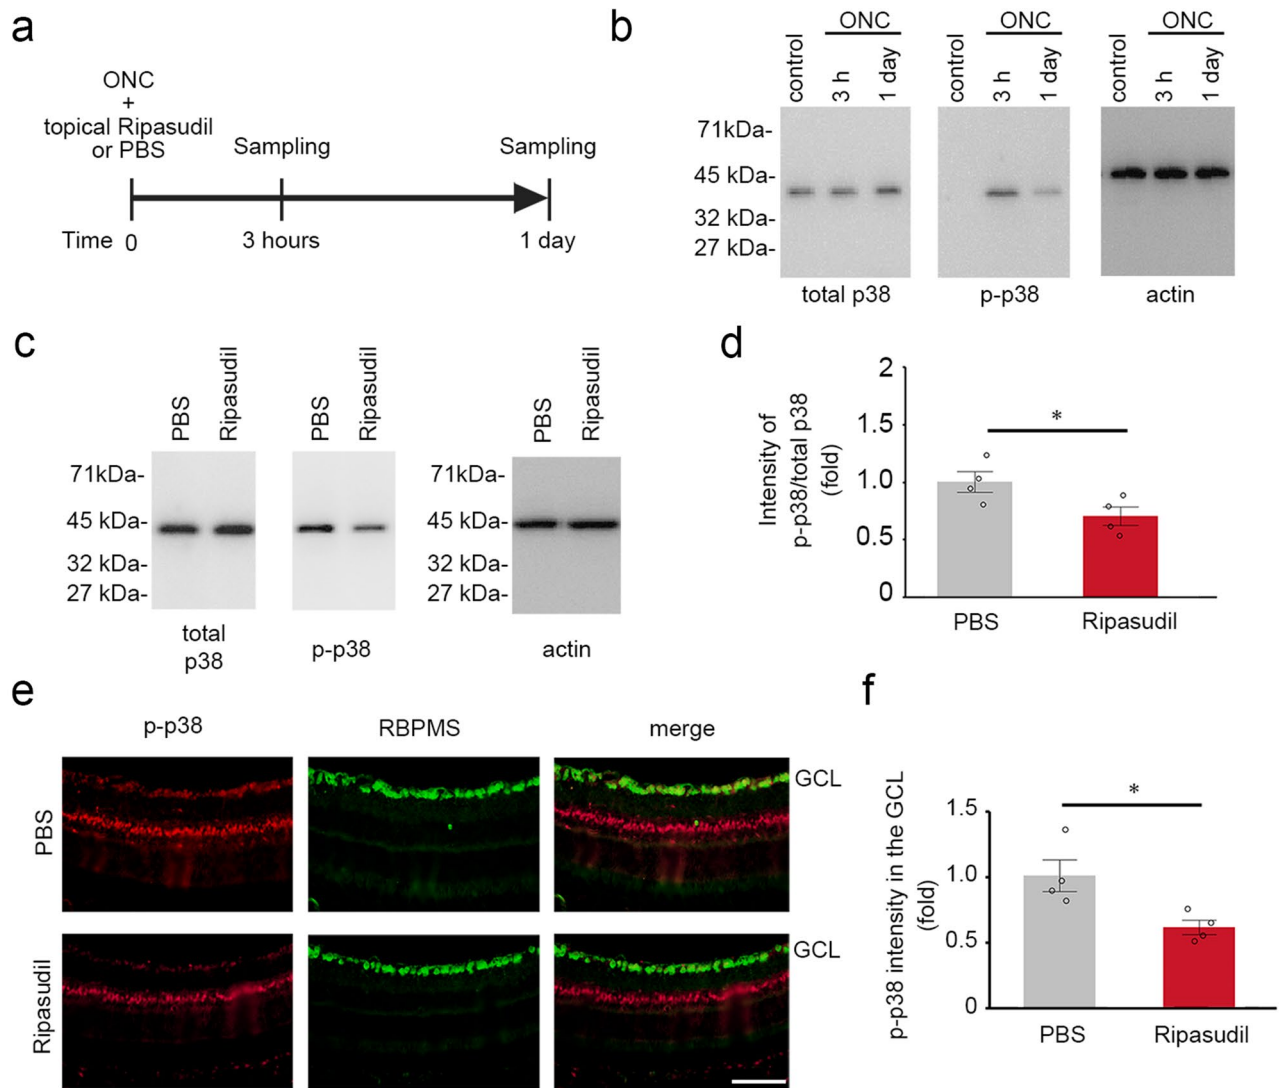 a
ONC
+
topical Ripasudil
or PBS
Sampling
Sampling
Time 0
3 hours
1 day
b
ONC
ONC
ONC
control
3 h
1 day
control
3 h
1 day
control
3 h
1 day
71kDa-
45 kDa-
32 kDa-
27 kDa-
total p38
p-p38
actin
c
PBS
Ripasudil
PBS
Ripasudil
PBS
Ripasudil
71kDa-
45 kDa-
32 kDa-
27 kDa-
71kDa-
45 kDa-
32 kDa-
27 kDa-
total
p38
p-p38
actin
d
Intensity of
p-p38/total p38
(fold)
2
1.5
1.0
0.5
0
*
PBS
Ripasudil
e
p-p38
RBPMS
merge
PBS
GCL
Ripasudil
GCL
f
p-p38 intensity in the GCL
(fold)
1.5
1.0
0.5
0
*
PBS
Ripasudil